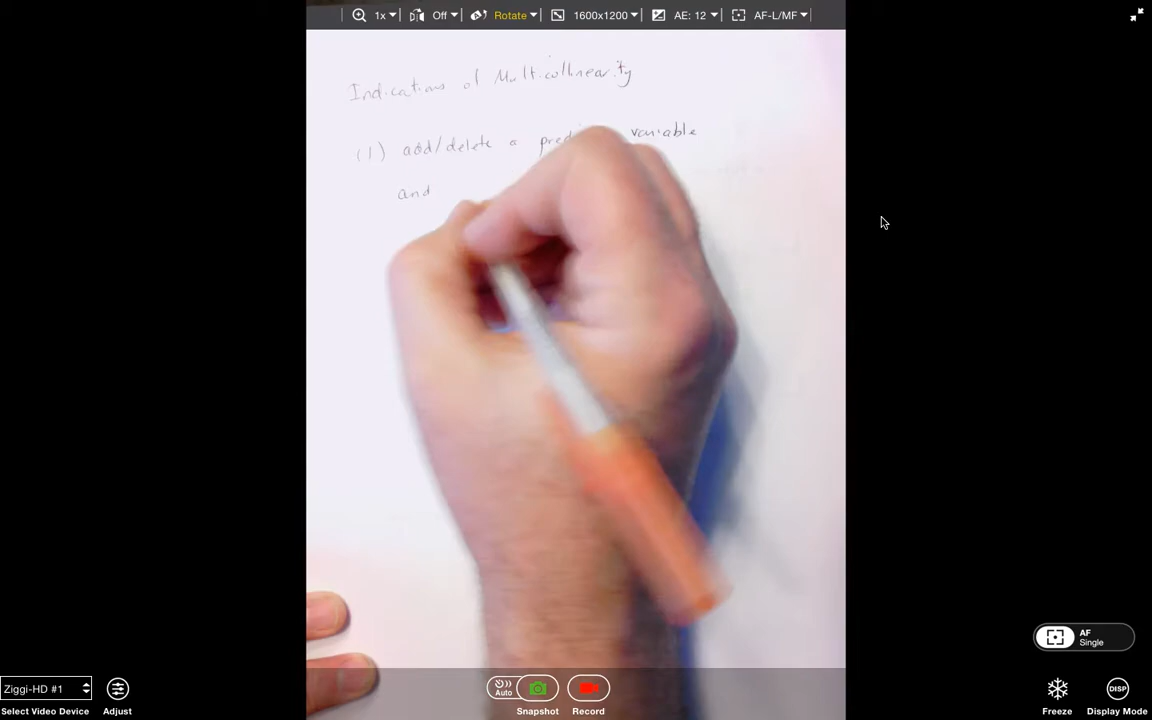 1x Off Rotate 1600x1200 AE: 12 AF-L/MF
Indications of Multicollinearity
(1) add/delete a variable
and
AF
Single
Ziggi-HD #1
Select Video Device
Adjust
Auto
Snapshot
Record
Freeze
DISP
Display Mode